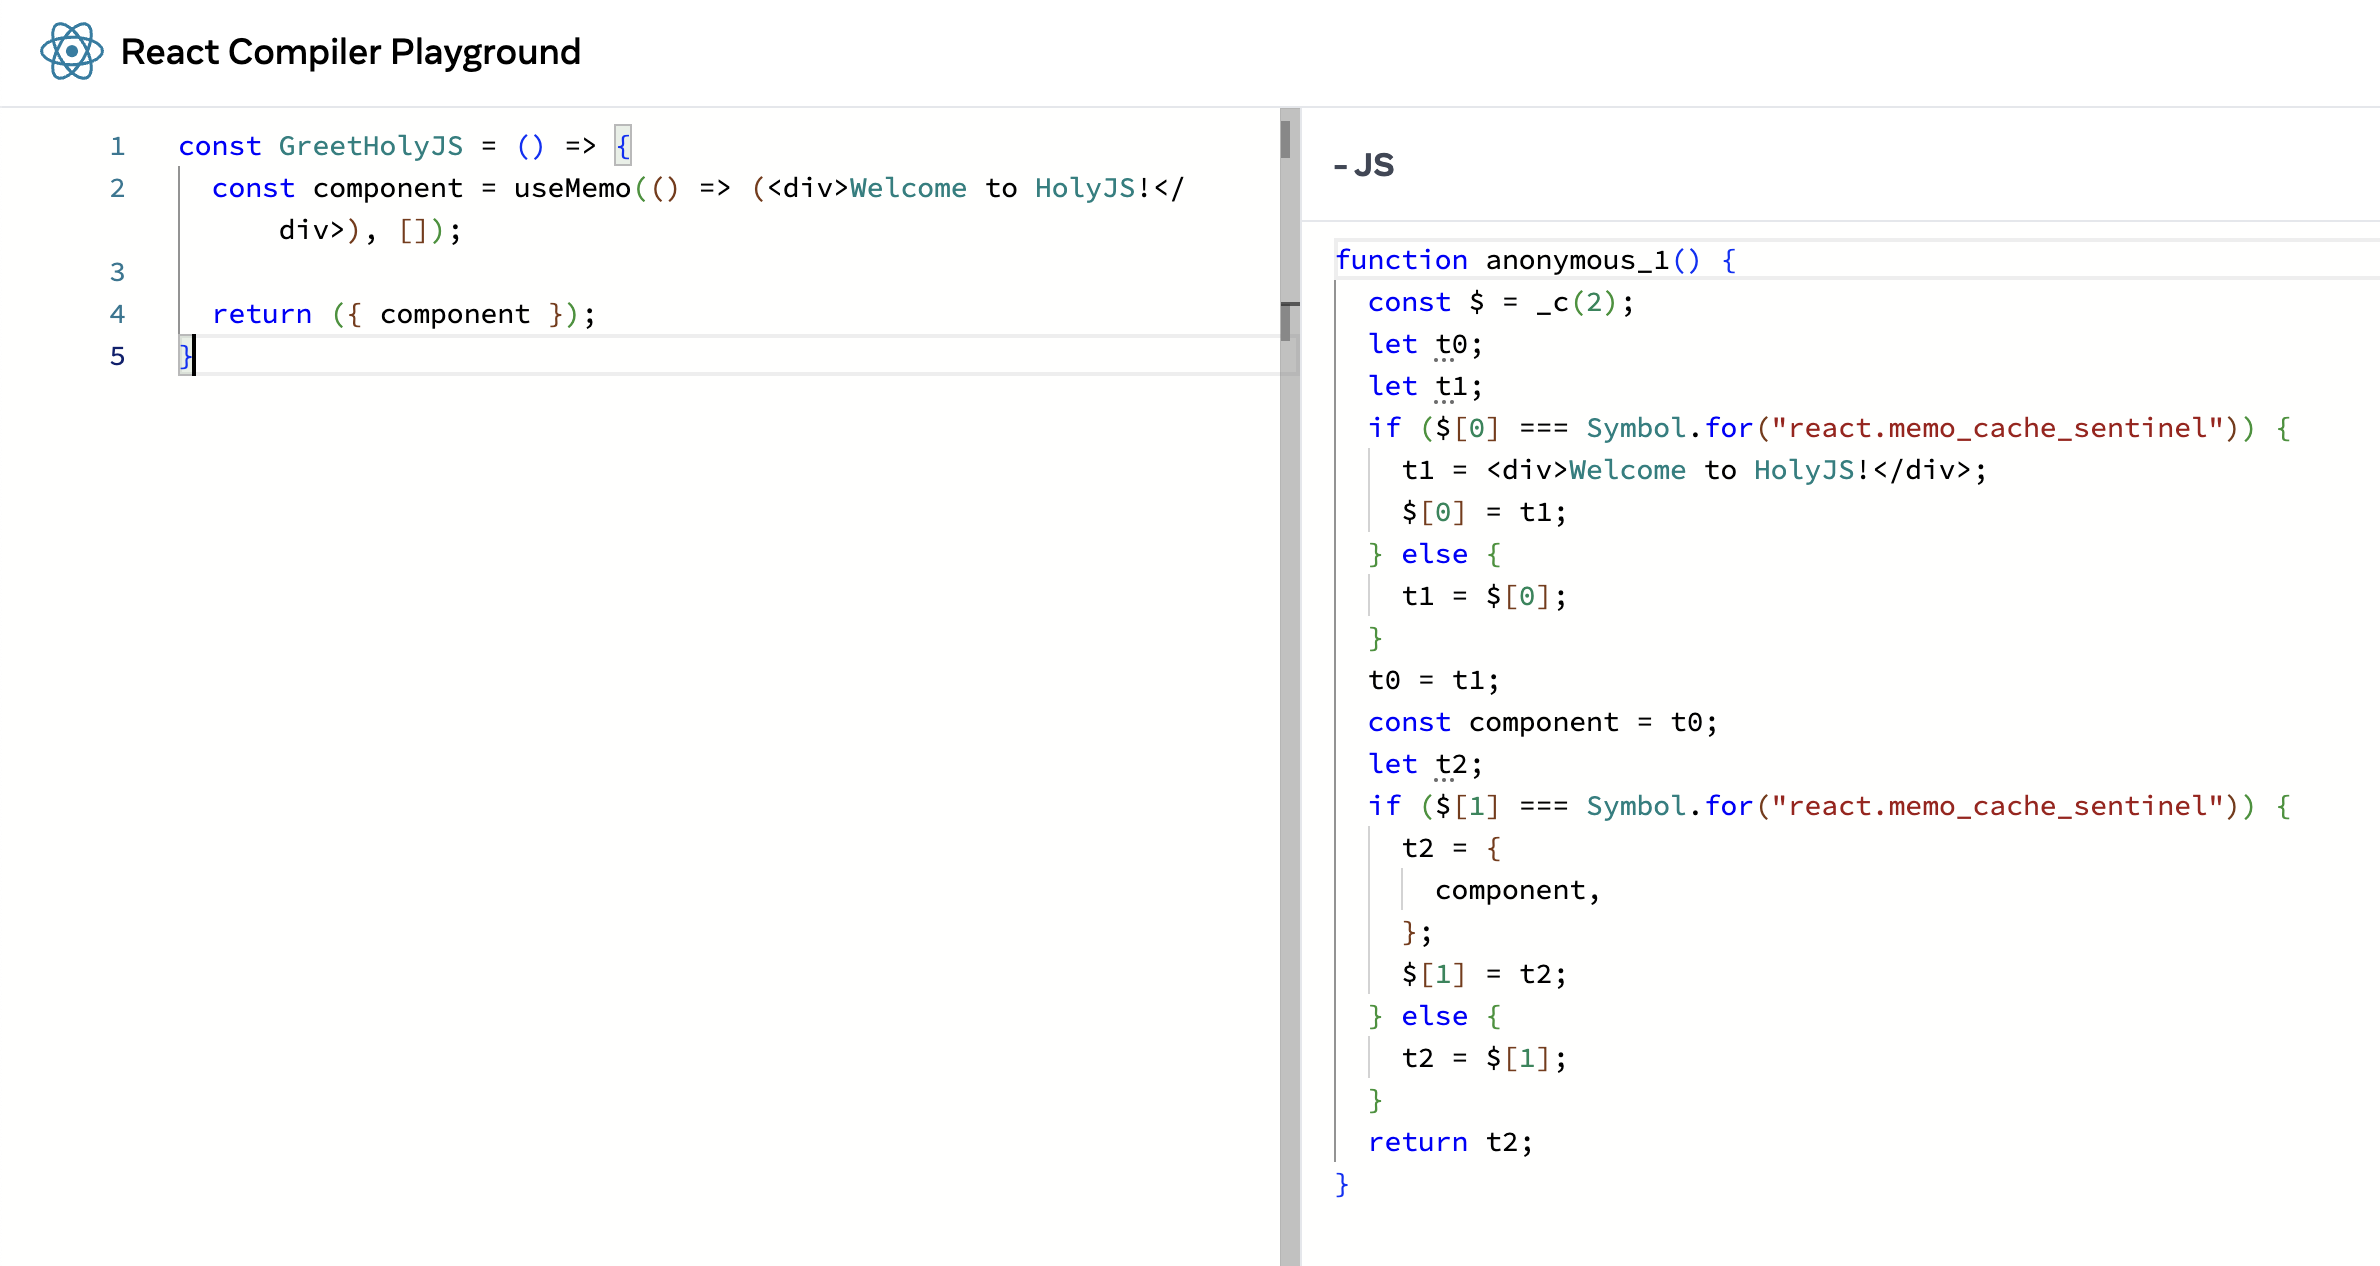 React Compiler Playground
1 const GreetHolyJS = () => {
2 const component = useMemo(() => (<div>Welcome to HolyJS!</
div>), []);
3
4 return ({ component });
5 }
- JS
function anonymous_1() {
const $ = _c(2);
let t0;
let t1;
if ($[0] === Symbol.for("react.memo_cache_sentinel")) {
t1 = <div>Welcome to HolyJS!</div>;
$[0] = t1;
} else {
t1 = $[0];
}
t0 = t1;
const component = t0;
let t2;
if ($[1] === Symbol.for("react.memo_cache_sentinel")) {
t2 = {
component,
};
$[1] = t2;
} else {
t2 = $[1];
}
return t2;
}